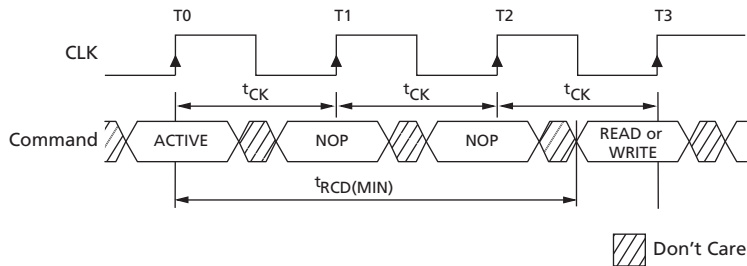 T0 T1 T2 T3
CLK
tCK tCK tCK
Command ACTIVE NOP NOP READ or
WRITE
tRCD(MIN)
Don't Care